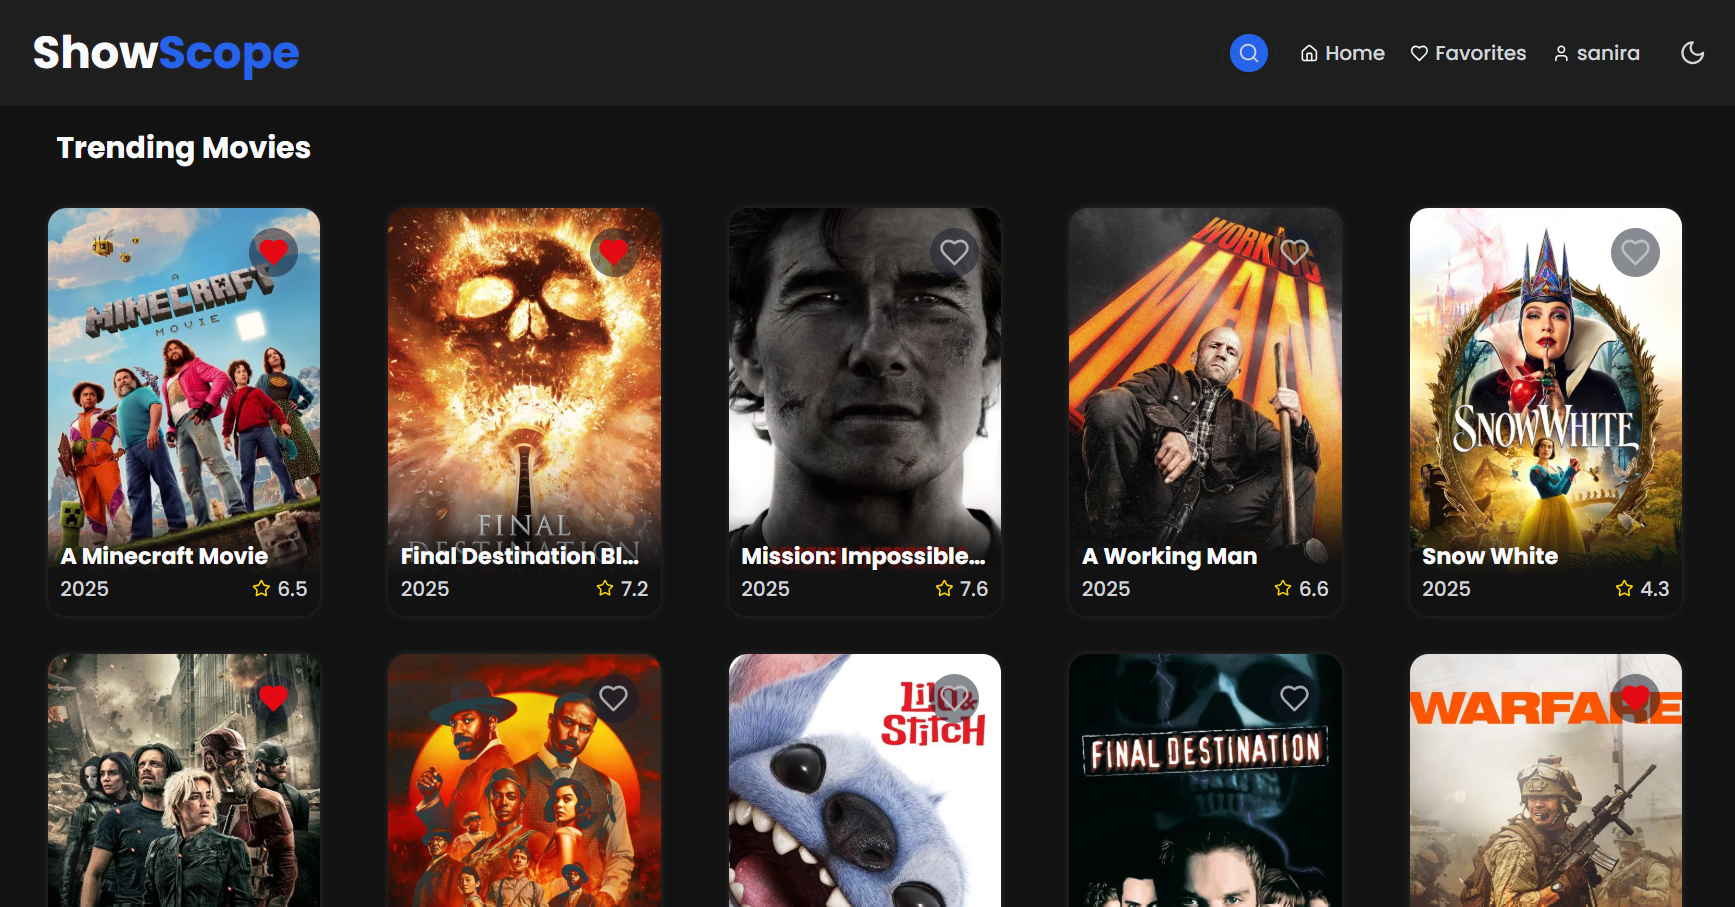 ShowScope
Home
Favorites
sanira
Trending Movies
A
MINECRAFT
MOVIE
A Minecraft Movie
2025
6.5
FINAL
DESTINATION
Final Destination Bl...
2025
7.2
Mission: Impossible...
2025
7.6
WORKING
MAN
A Working Man
2025
6.6
SNOW WHITE
Snow White
2025
4.3
Lilo &
Stitch
FINAL DESTINATION
WARFARE